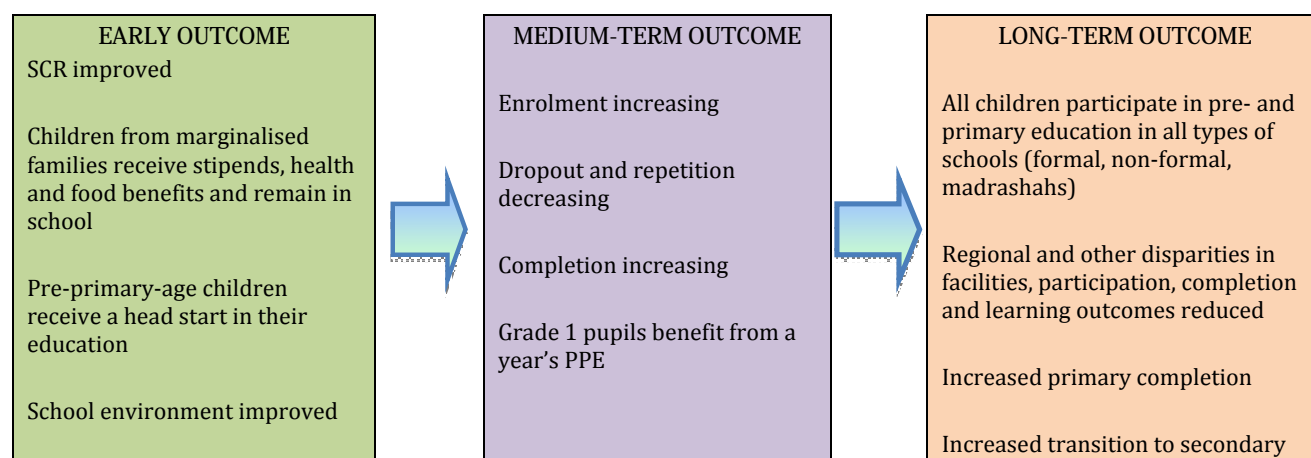 EARLY OUTCOME
SCR improved
Children from marginalised
families receive stipends, health
and food benefits and remain in
school
Pre-primary-age children
receive a head start in their
education
School environment improved
MEDIUM-TERM OUTCOME
Enrolment increasing
Dropout and repetition
decreasing
Completion increasing
Grade 1 pupils benefit from a
year's PPE
LONG-TERM OUTCOME
All children participate in pre- and
primary education in all types of
schools (formal, non-formal,
madrashahs)
Regional and other disparities in
facilities, participation, completion
and learning outcomes reduced
Increased primary completion
Increased transition to secondary